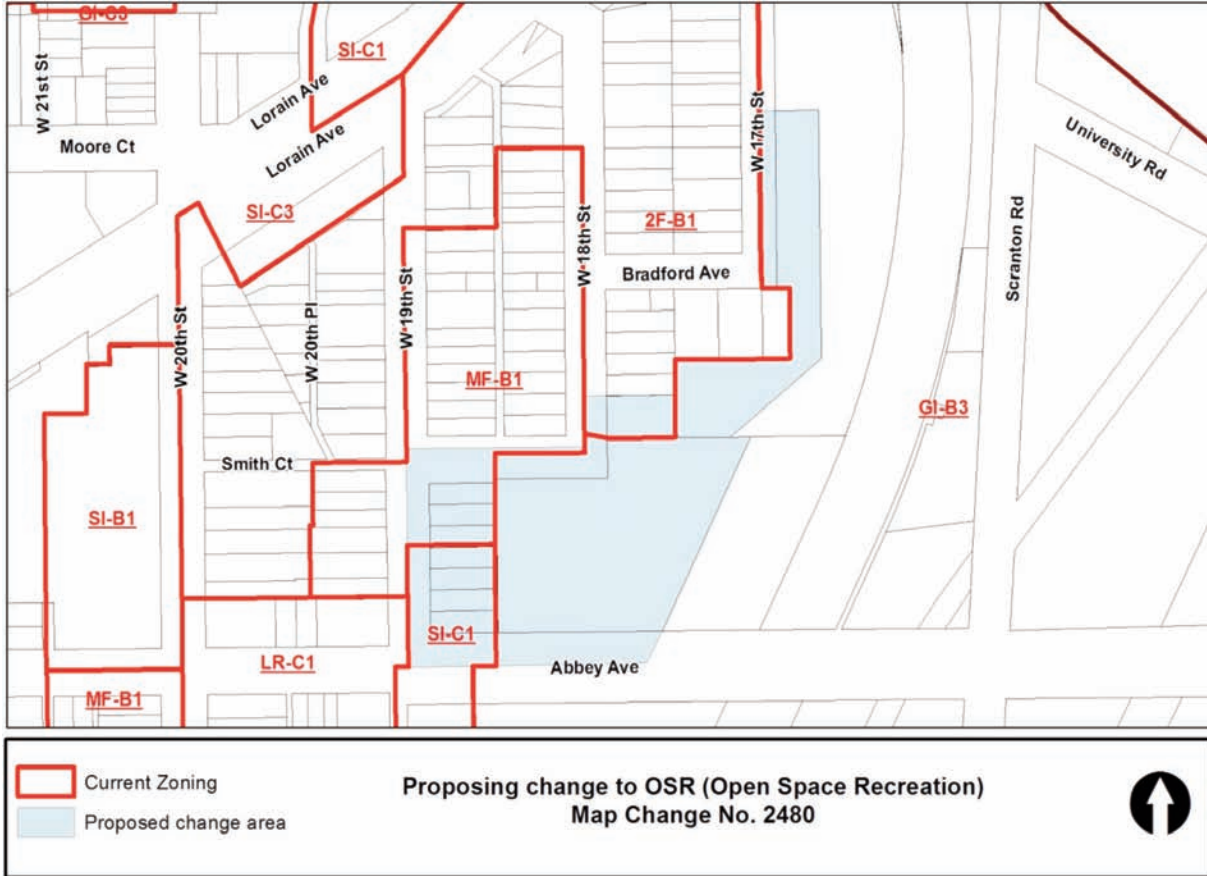 GI-C3
SI-C1
W 21st St
Lorain Ave
W 17th St
University Rd
Moore Ct
Lorain Ave
SI-C3
2F-B1
W 18th St
Bradford Ave
Scranton Rd
W 19th St
W 20th St
W 20th Pl
MF-B1
GI-B3
Smith Ct
SI-B1
SI-C1
LR-C1
Abbey Ave
MF-B1
Current Zoning
Proposed change area
Proposing change to OSR (Open Space Recreation)
Map Change No. 2480